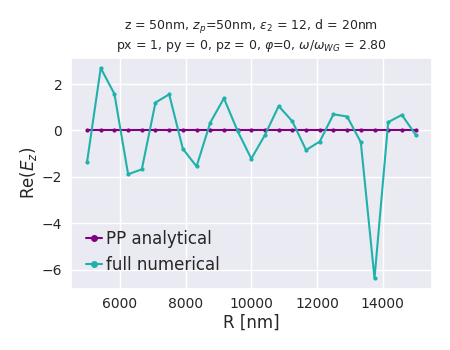 z = 50nm, z_p=50nm, ε_2 = 12, d = 20nm
px = 1, py = 0, pz = 0, φ=0, ω/ω_WG = 2.80
Re(E_z)
2
0
−2
−4
−6
PP analytical
full numerical
6000 8000 10000 12000 14000
R [nm]